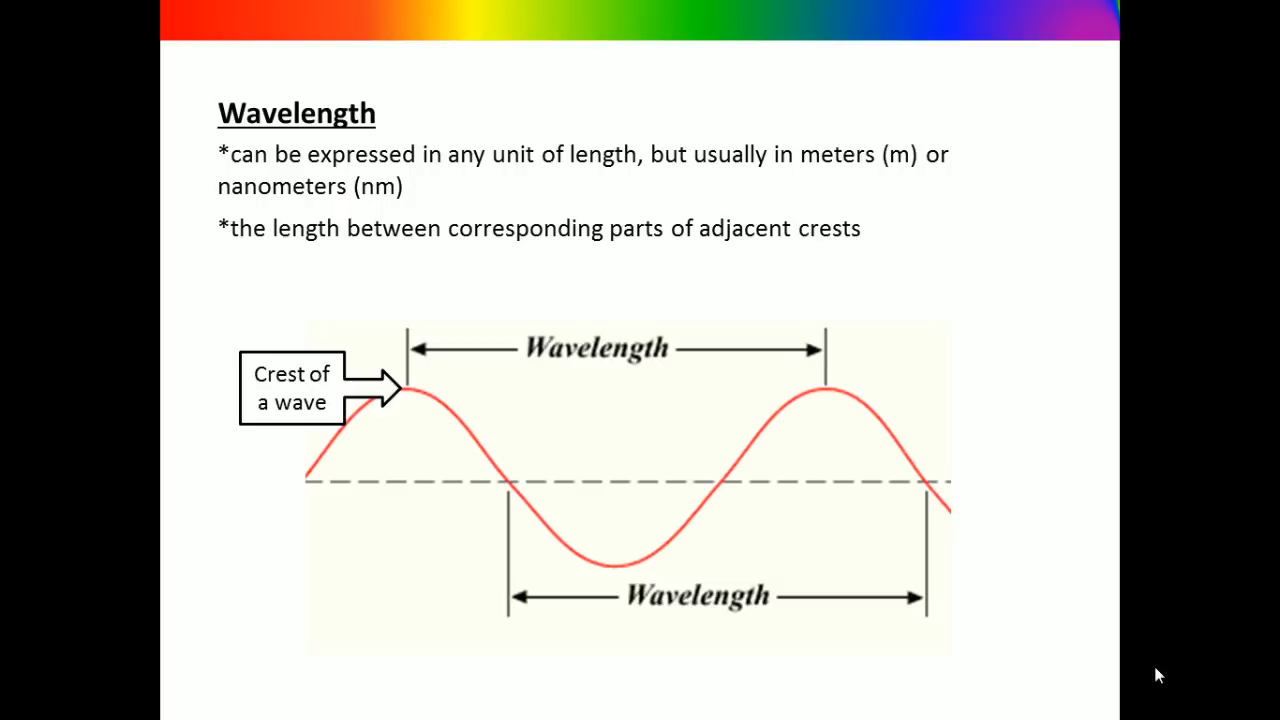 Wavelength
*can be expressed in any unit of length, but usually in meters (m) or
nanometers (nm)
*the length between corresponding parts of adjacent crests
Wavelength
Crest of
a wave
Wavelength